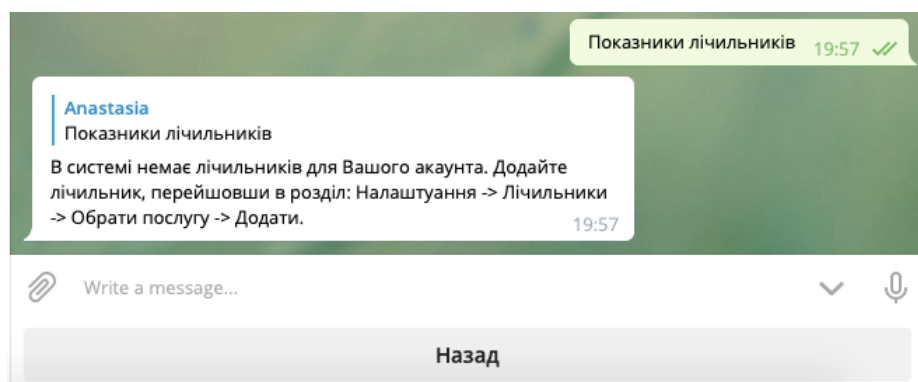 Показники лічильників 19:57
Anastasia
Показники лічильників
В системі немає лічильників для Вашого акаунта. Додайте
лічильник, перейшовши в розділ: Налаштуання -> Лічильники
-> Обрати послугу -> Додати.
19:57
Write a message...
Назад